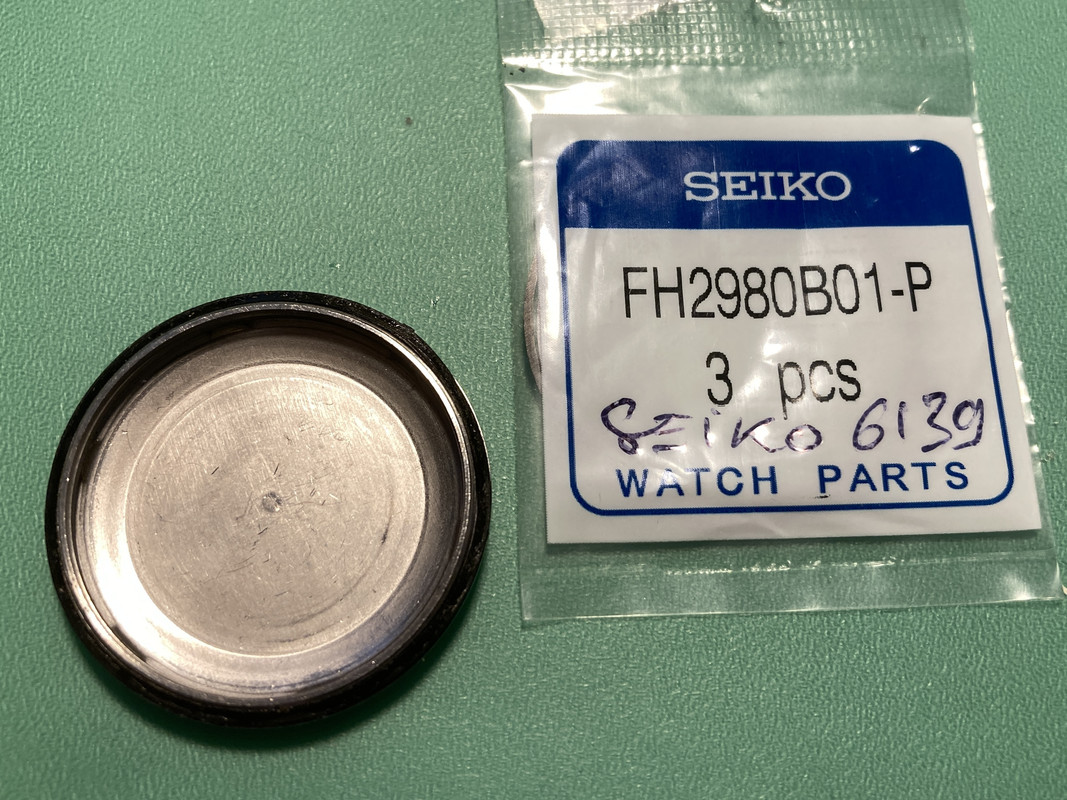 SEIKO
FH2980B01-P
3 pcs
SEiKo 6139
WATCH PARTS